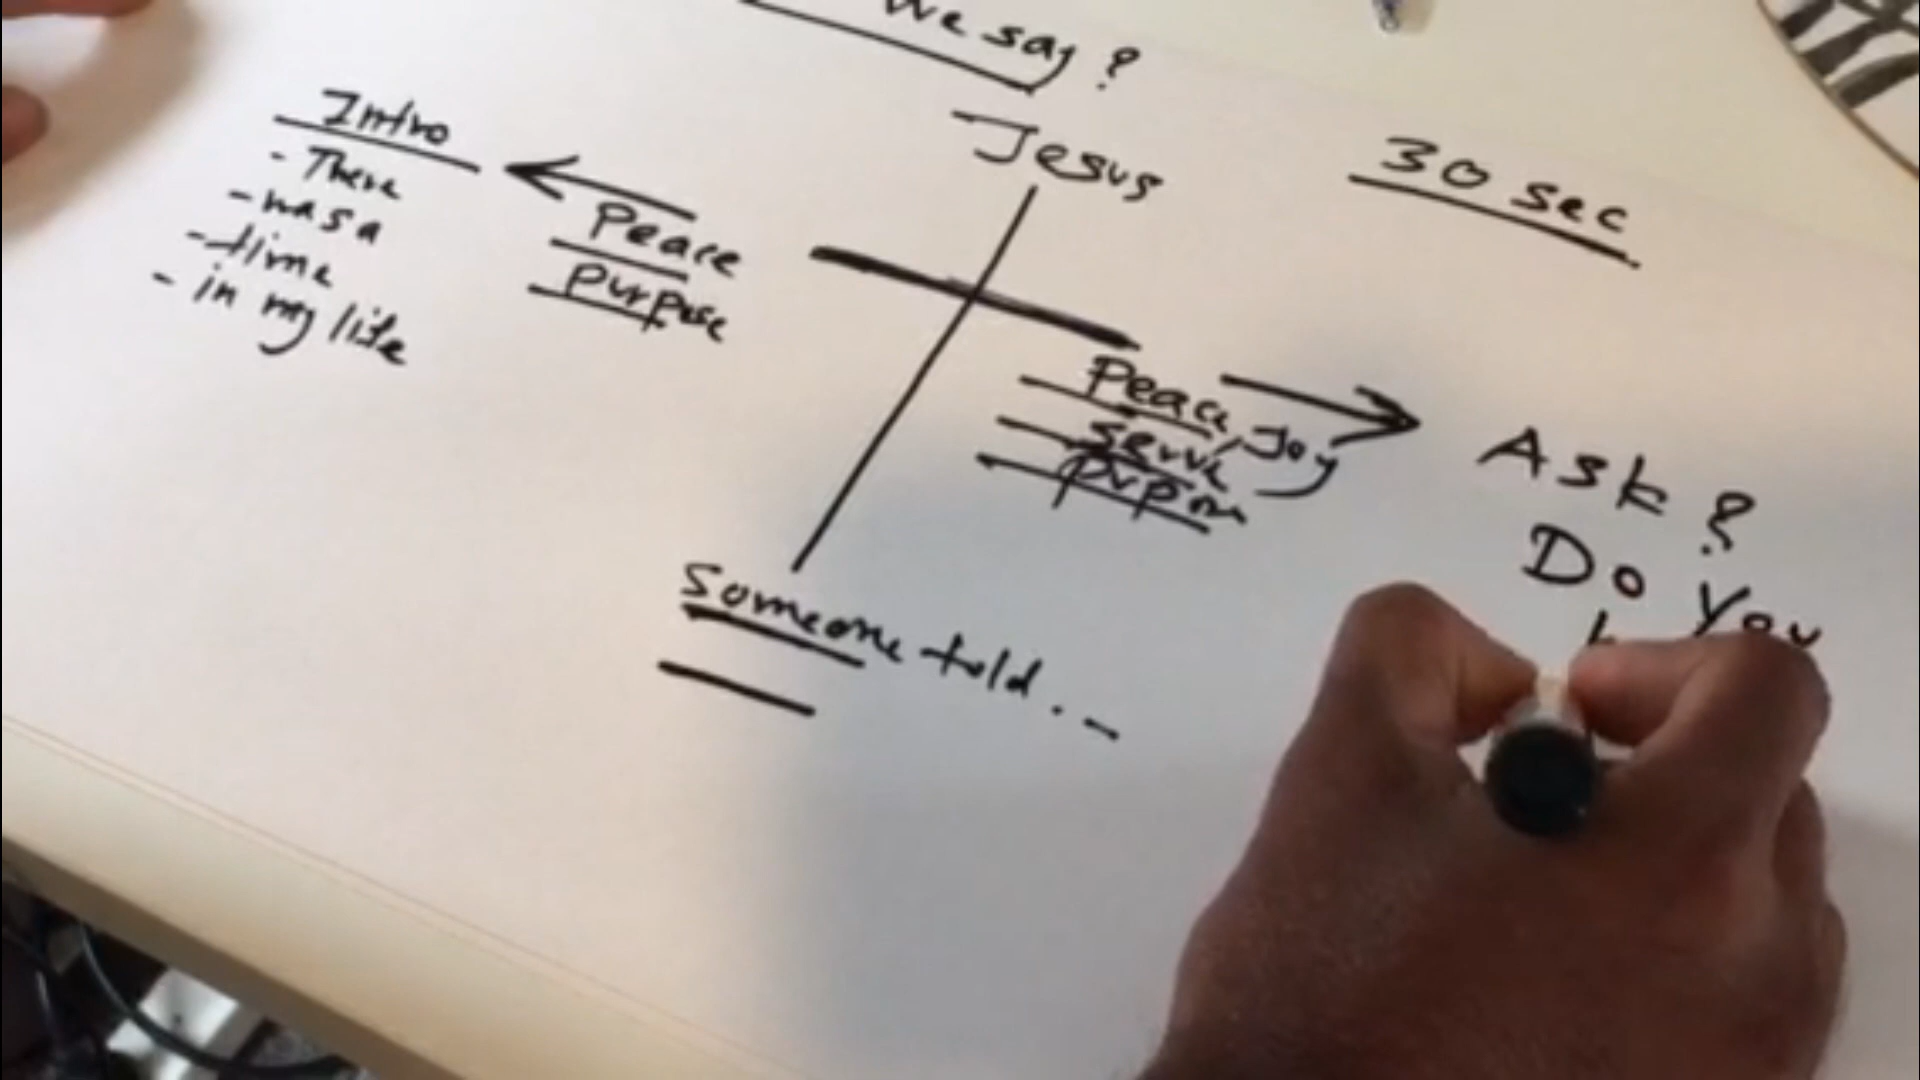 We say?
Jesus
30 sec
Intro
- There
- was a
- time
- in my life
Peace
purpose
Peace, Joy
serve
Someone told. -
Ask?
Do you